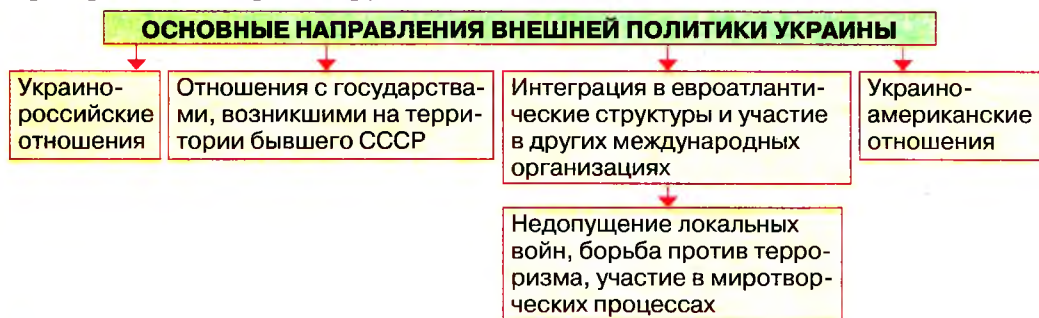 ОСНОВНЫЕ НАПРАВЛЕНИЯ ВНЕШНЕЙ ПОЛИТИКИ УКРАИНЫ
Украино-
российские
отношения
Отношения с государства-
ми, возникшими на терри-
тории бывшего СССР
Интеграция в евроатланти-
ческие структуры и участие
в других международных
организациях
Украино-
американские
отношения
Недопущение локальных
войн, борьба против терро-
ризма, участие в миротвор-
ческих процессах